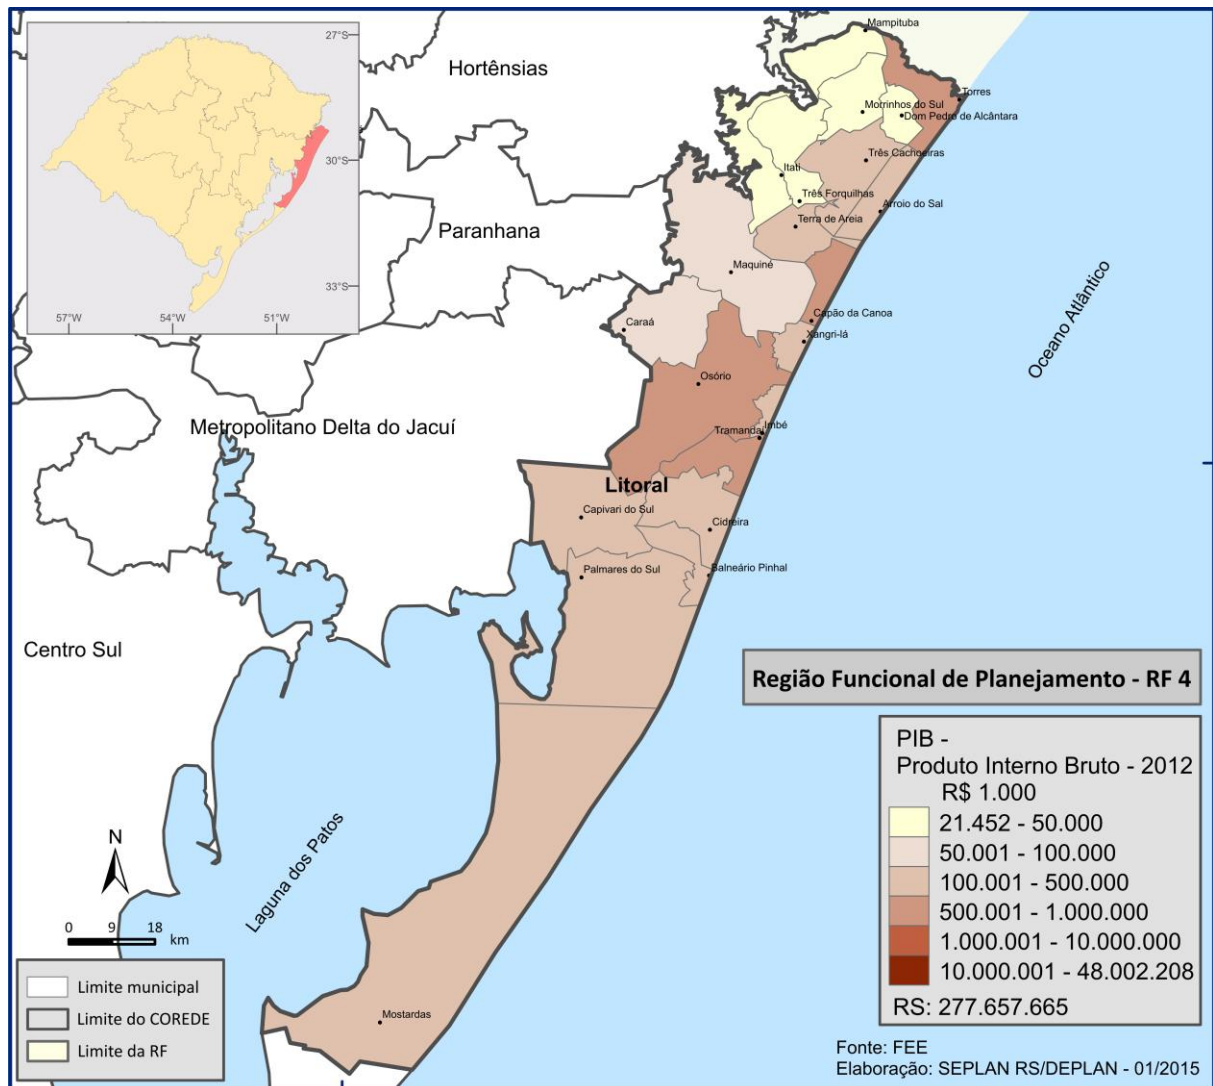 27°S
30°S
33°S
57°W
54°W
51°W
Hortênsias
Mampituba
Torres
Morrinhos do Sul
Dom Pedro de Alcântara
Três Cachoeiras
Itati
Três Forquilhas
Arroio do Sal
Terra de Areia
Paranhana
Maquiné
Capão da Canoa
Caraá
Xangri-lá
Oceano Atlântico
Osório
Metropolitano Delta do Jacuí
Imbé
Tramandaí
Litoral
Capivari do Sul
Cidreira
Palmares do Sul
Balneário Pinhal
Centro Sul
Região Funcional de Planejamento - RF 4
PIB -
Produto Interno Bruto - 2012
R$ 1.000
21.452 - 50.000
50.001 - 100.000
100.001 - 500.000
500.001 - 1.000.000
1.000.001 - 10.000.000
10.000.001 - 48.002.208
RS: 277.657.665
Laguna dos Patos
N
0 9 18
km
Limite municipal
Limite do COREDE
Limite da RF
Mostardas
Fonte: FEE
Elaboração: SEPLAN RS/DEPLAN - 01/2015